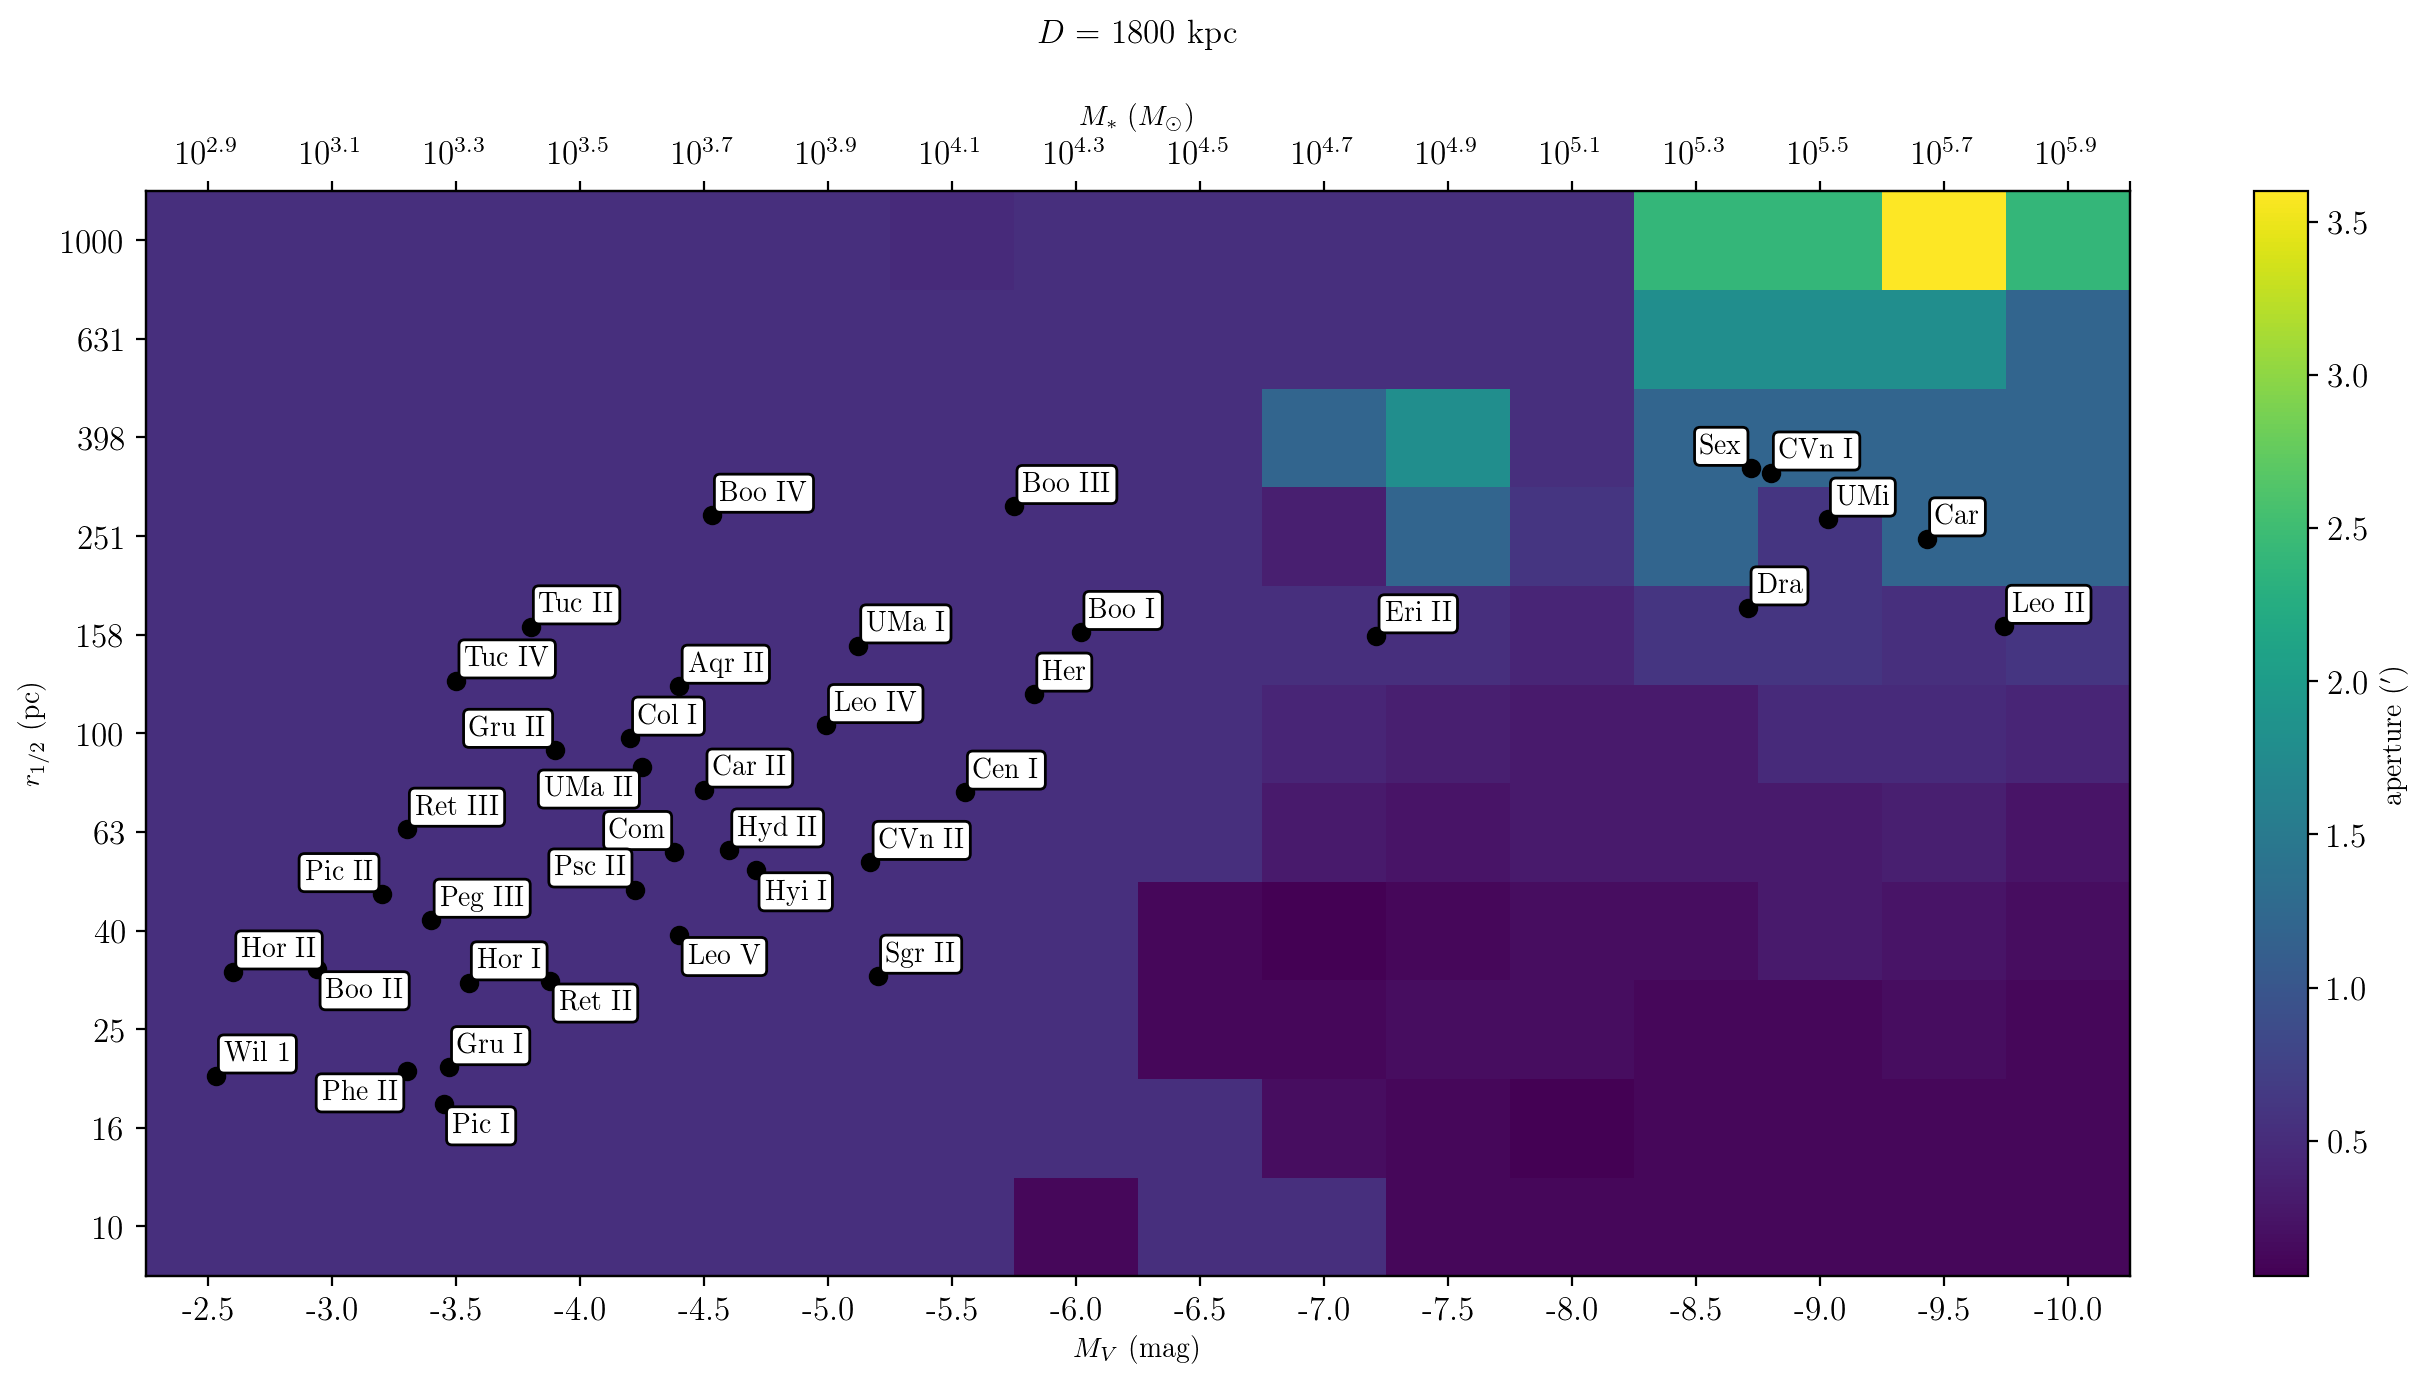 D = 1800 kpc
M∗ (M⊙)
10^2.9 10^3.1 10^3.3 10^3.5 10^3.7 10^3.9 10^4.1 10^4.3 10^4.5 10^4.7 10^4.9 10^5.1 10^5.3 10^5.5 10^5.7 10^5.9
1000
631
398
251
158
100
63
40
25
16
10
r1/2 (pc)
Sex
CVn I
Boo IV
Boo III
UMi
Car
Dra
Tuc II
UMa I
Boo I
Eri II
Leo II
Tuc IV
Aqr II
Her
Gru II
Col I
Leo IV
UMa II
Car II
Cen I
Ret III
Com
Hyd II
CVn II
Pic II
Psc II
Peg III
Hyi I
Hor II
Hor I
Leo V
Sgr II
Boo II
Ret II
Wil 1
Gru I
Phe II
Pic I
-2.5 -3.0 -3.5 -4.0 -4.5 -5.0 -5.5 -6.0 -6.5 -7.0 -7.5 -8.0 -8.5 -9.0 -9.5 -10.0
MV (mag)
3.5
3.0
2.5
2.0
1.5
1.0
0.5
aperture (′)